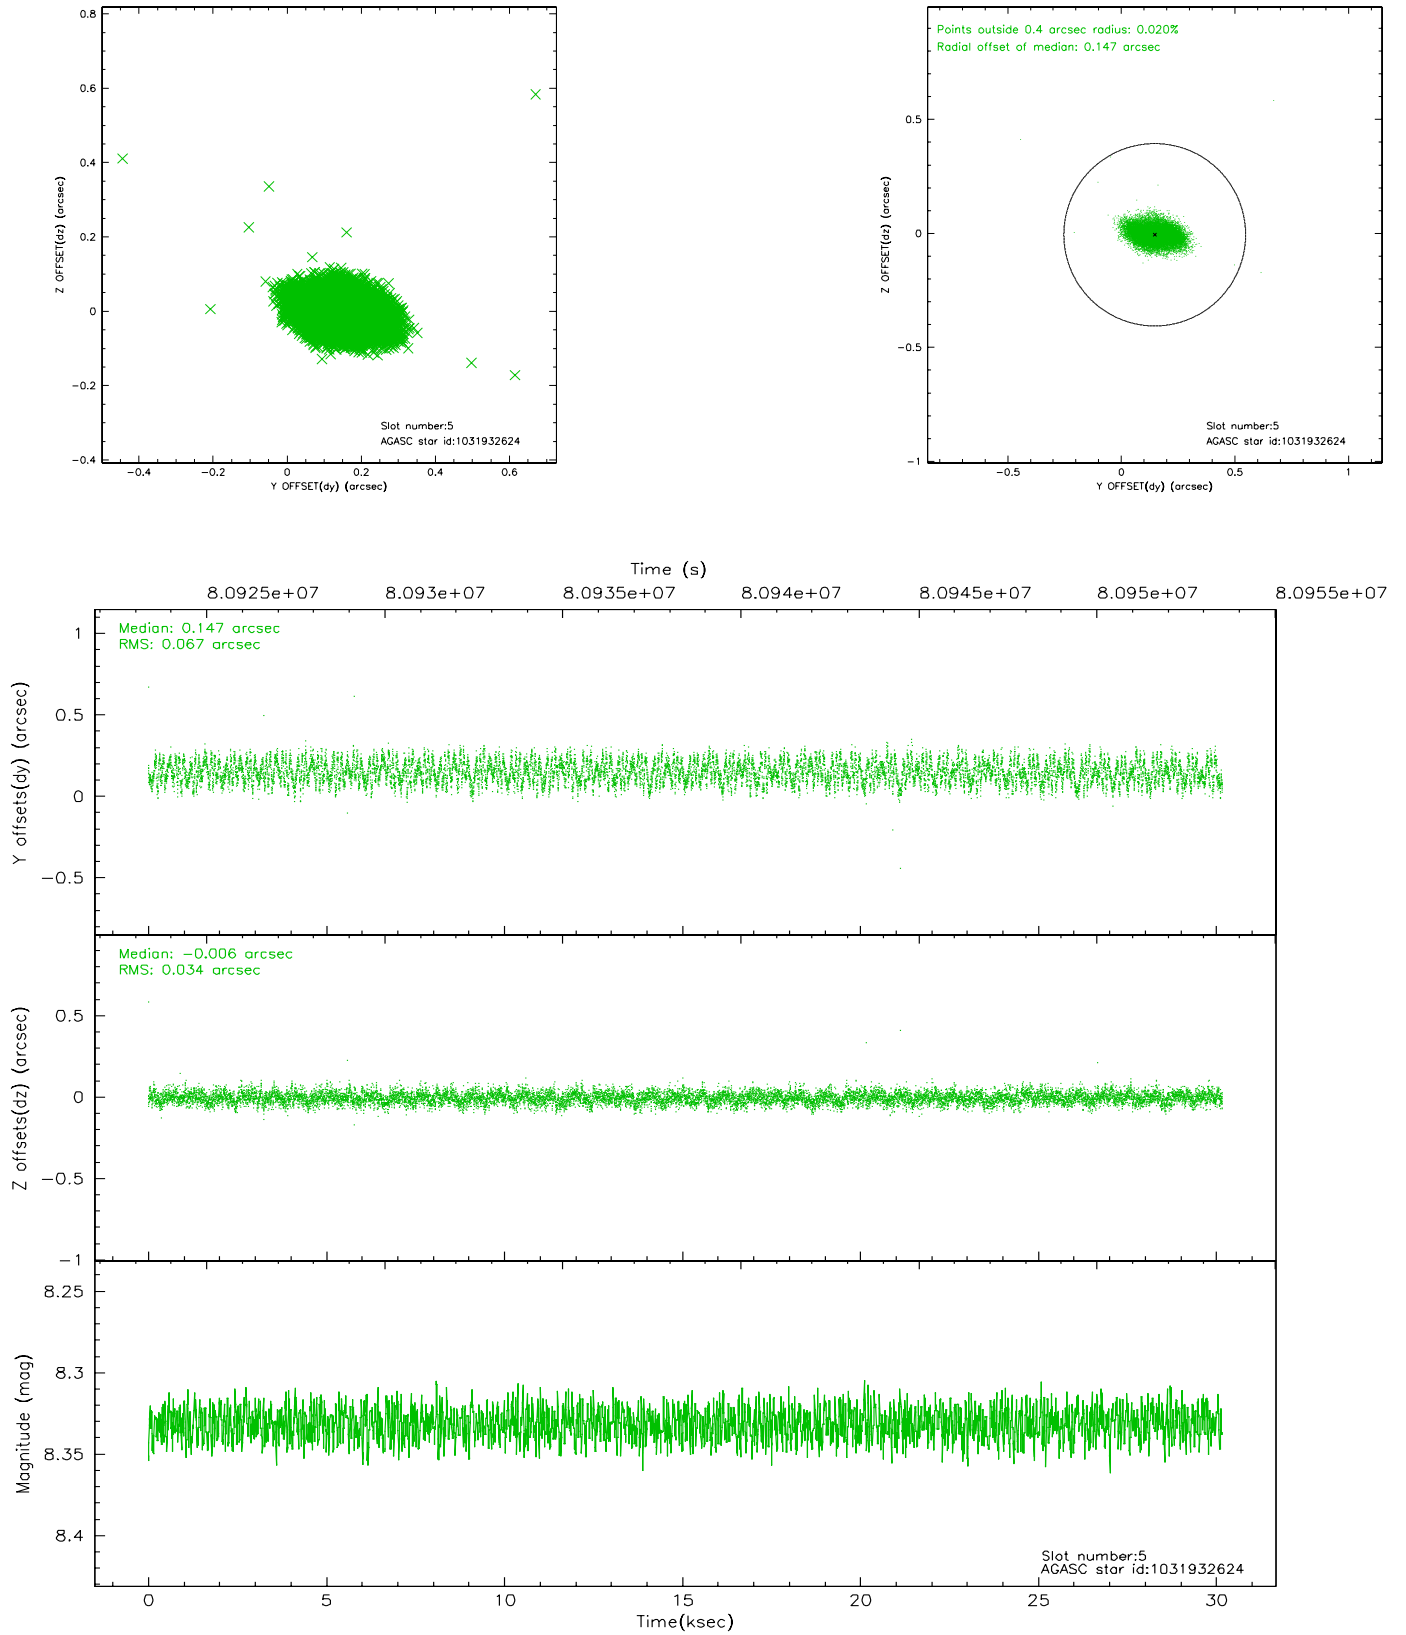 0.8
0.6
0.4
0.2
0
−0.2
−0.4
−0.4
−0.2
0
0.2
0.4
0.6
Z OFFSET(dz) (arcsec)
Y OFFSET(dy) (arcsec)
Slot number:5
AGASC star id:1031932624
Points outside 0.4 arcsec radius: 0.020%
Radial offset of median: 0.147 arcsec
0.5
0
−0.5
−1
−0.5
0
0.5
1
Z OFFSET(dz) (arcsec)
Y OFFSET(dy) (arcsec)
Slot number:5
AGASC star id:1031932624
Time (s)
8.0925e+07 8.093e+07 8.0935e+07 8.094e+07 8.0945e+07 8.095e+07 8.0955e+07
Median: 0.147 arcsec
RMS: 0.067 arcsec
1
0.5
0
−0.5
Y offsets(dy) (arcsec)
Median: −0.006 arcsec
RMS: 0.034 arcsec
0.5
0
−0.5
−1
Z offsets(dz) (arcsec)
8.25
8.3
8.35
8.4
Magnitude (mag)
Slot number:5
AGASC star id:1031932624
0 5 10 15 20 25 30
Time(ksec)